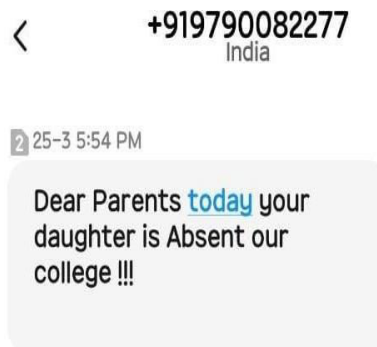 +919790082277
India
2 25-3 5:54 PM
Dear Parents today your
daughter is Absent our
college !!!